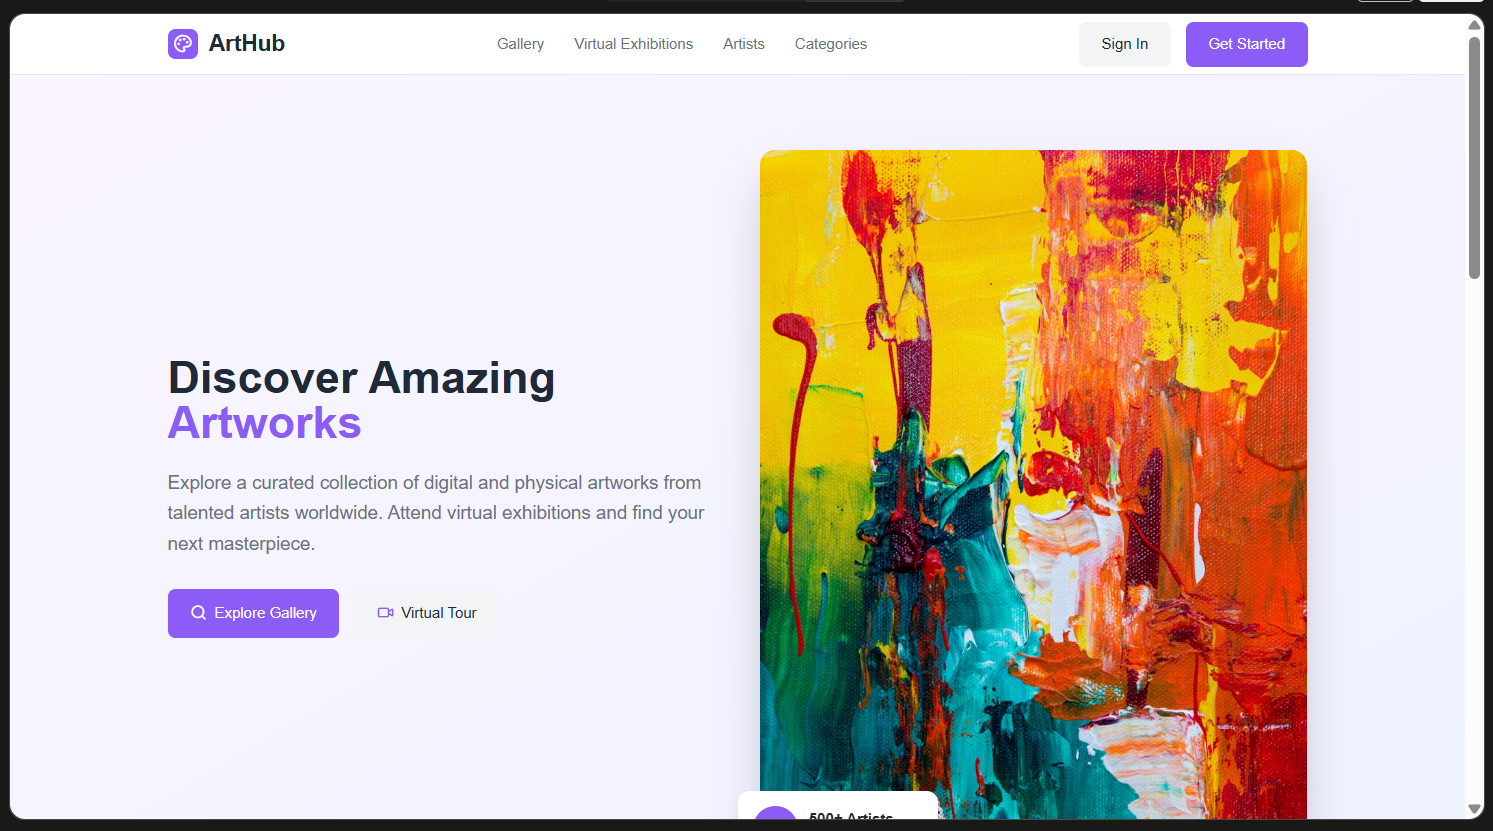 ArtHub
Gallery
Virtual Exhibitions
Artists
Categories
Sign In
Get Started
Discover Amazing
Artworks
Explore a curated collection of digital and physical artworks from
talented artists worldwide. Attend virtual exhibitions and find your
next masterpiece.
Explore Gallery
Virtual Tour
500+ Artists